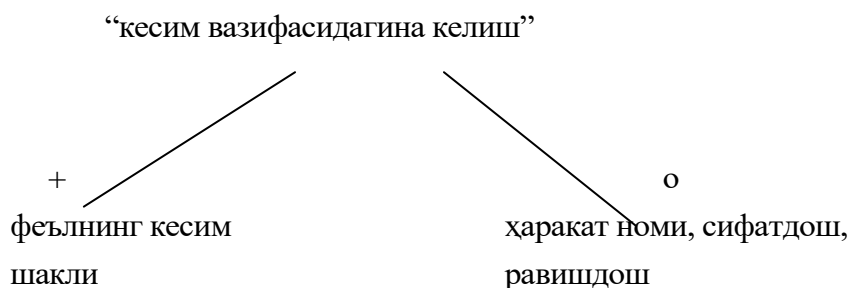 “кесим вазифасидагина келиш”
+ о
феълнинг кесим ҳаракат номи, сифатдош,
шакли равишдош